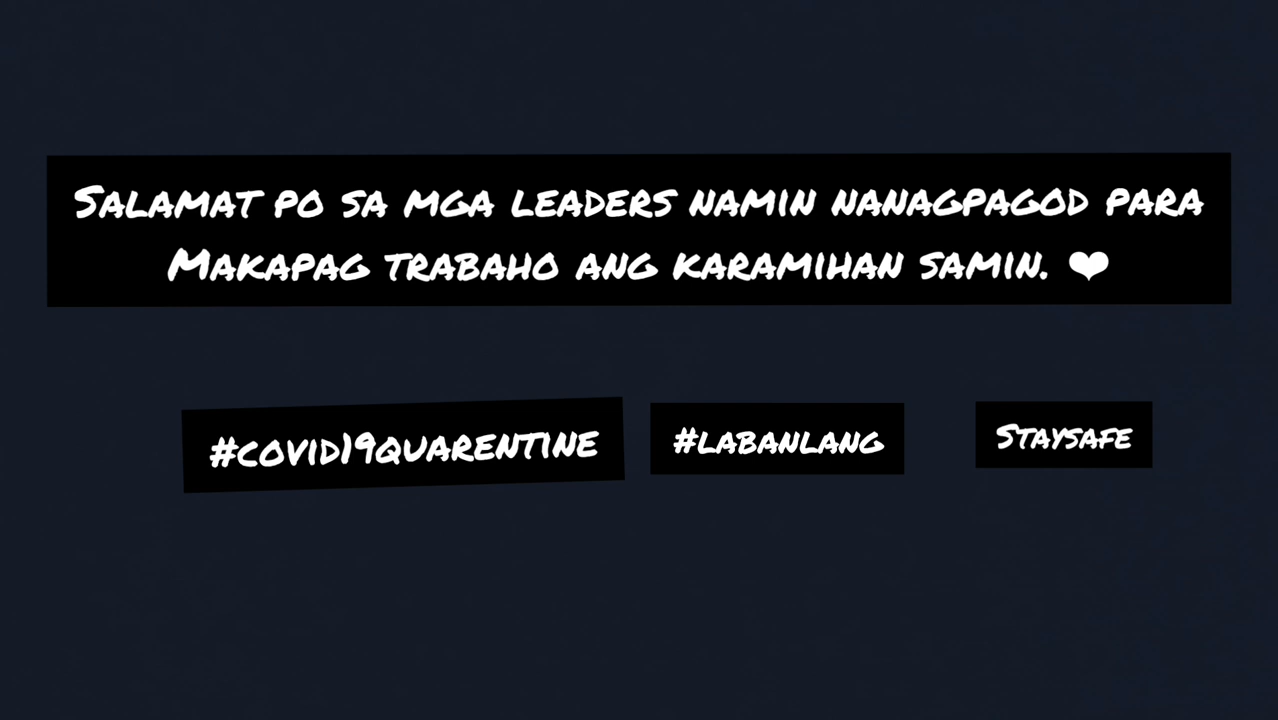 Salamat po sa mga leaders namin nanagpagod para
Makapag trabaho ang karamihan samin. ❤
#covid19quarentine #labanlang Staysafe